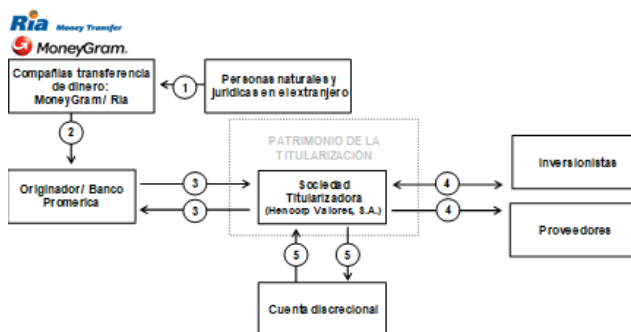 Ria Money Transfer
MoneyGram.
Compañias transferencia
de dinero:
MoneyGram/ Ria
1
Personas naturales y
jurídicas en el extranjero
2
PATRIMONIO DE LA
TITULARIZACIÓN
Originador/ Banco
Promerica
3
3
Sociedad
Titularizadora
(Hencorp Valores, S.A.)
4
4
Inversionistas
Proveedores
5
5
Cuenta discrecional